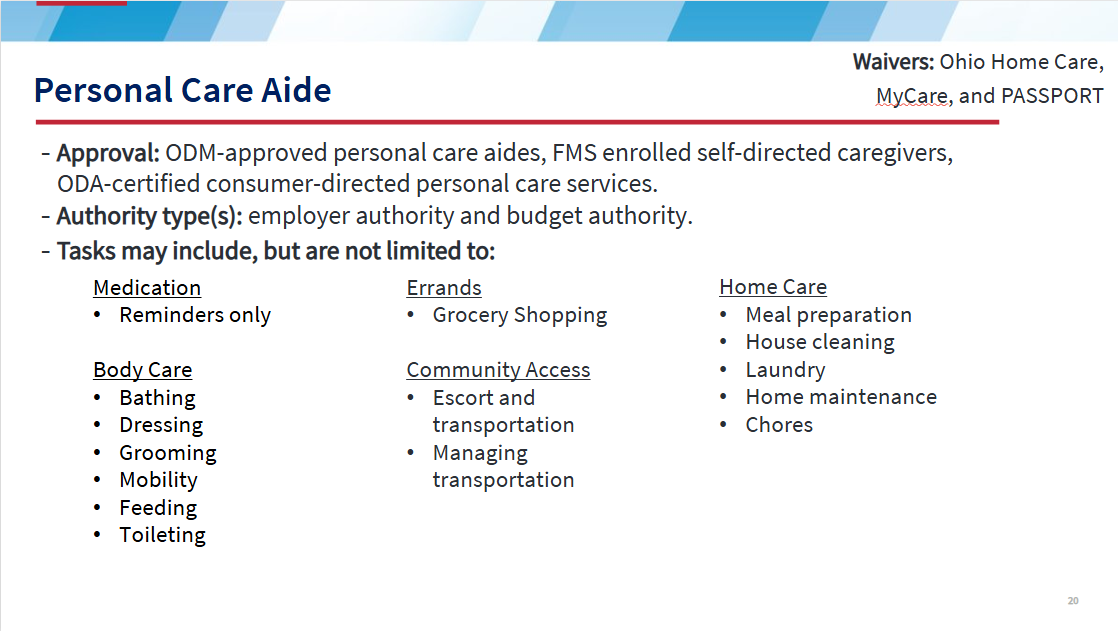 Waivers: Ohio Home Care,
MyCare, and PASSPORT
Personal Care Aide
- Approval: ODM-approved personal care aides, FMS enrolled self-directed caregivers,
ODA-certified consumer-directed personal care services.
- Authority type(s): employer authority and budget authority.
- Tasks may include, but are not limited to:
Medication
• Reminders only
Body Care
• Bathing
• Dressing
• Grooming
• Mobility
• Feeding
• Toileting
Errands
• Grocery Shopping
Community Access
• Escort and
transportation
• Managing
transportation
Home Care
• Meal preparation
• House cleaning
• Laundry
• Home maintenance
• Chores
20